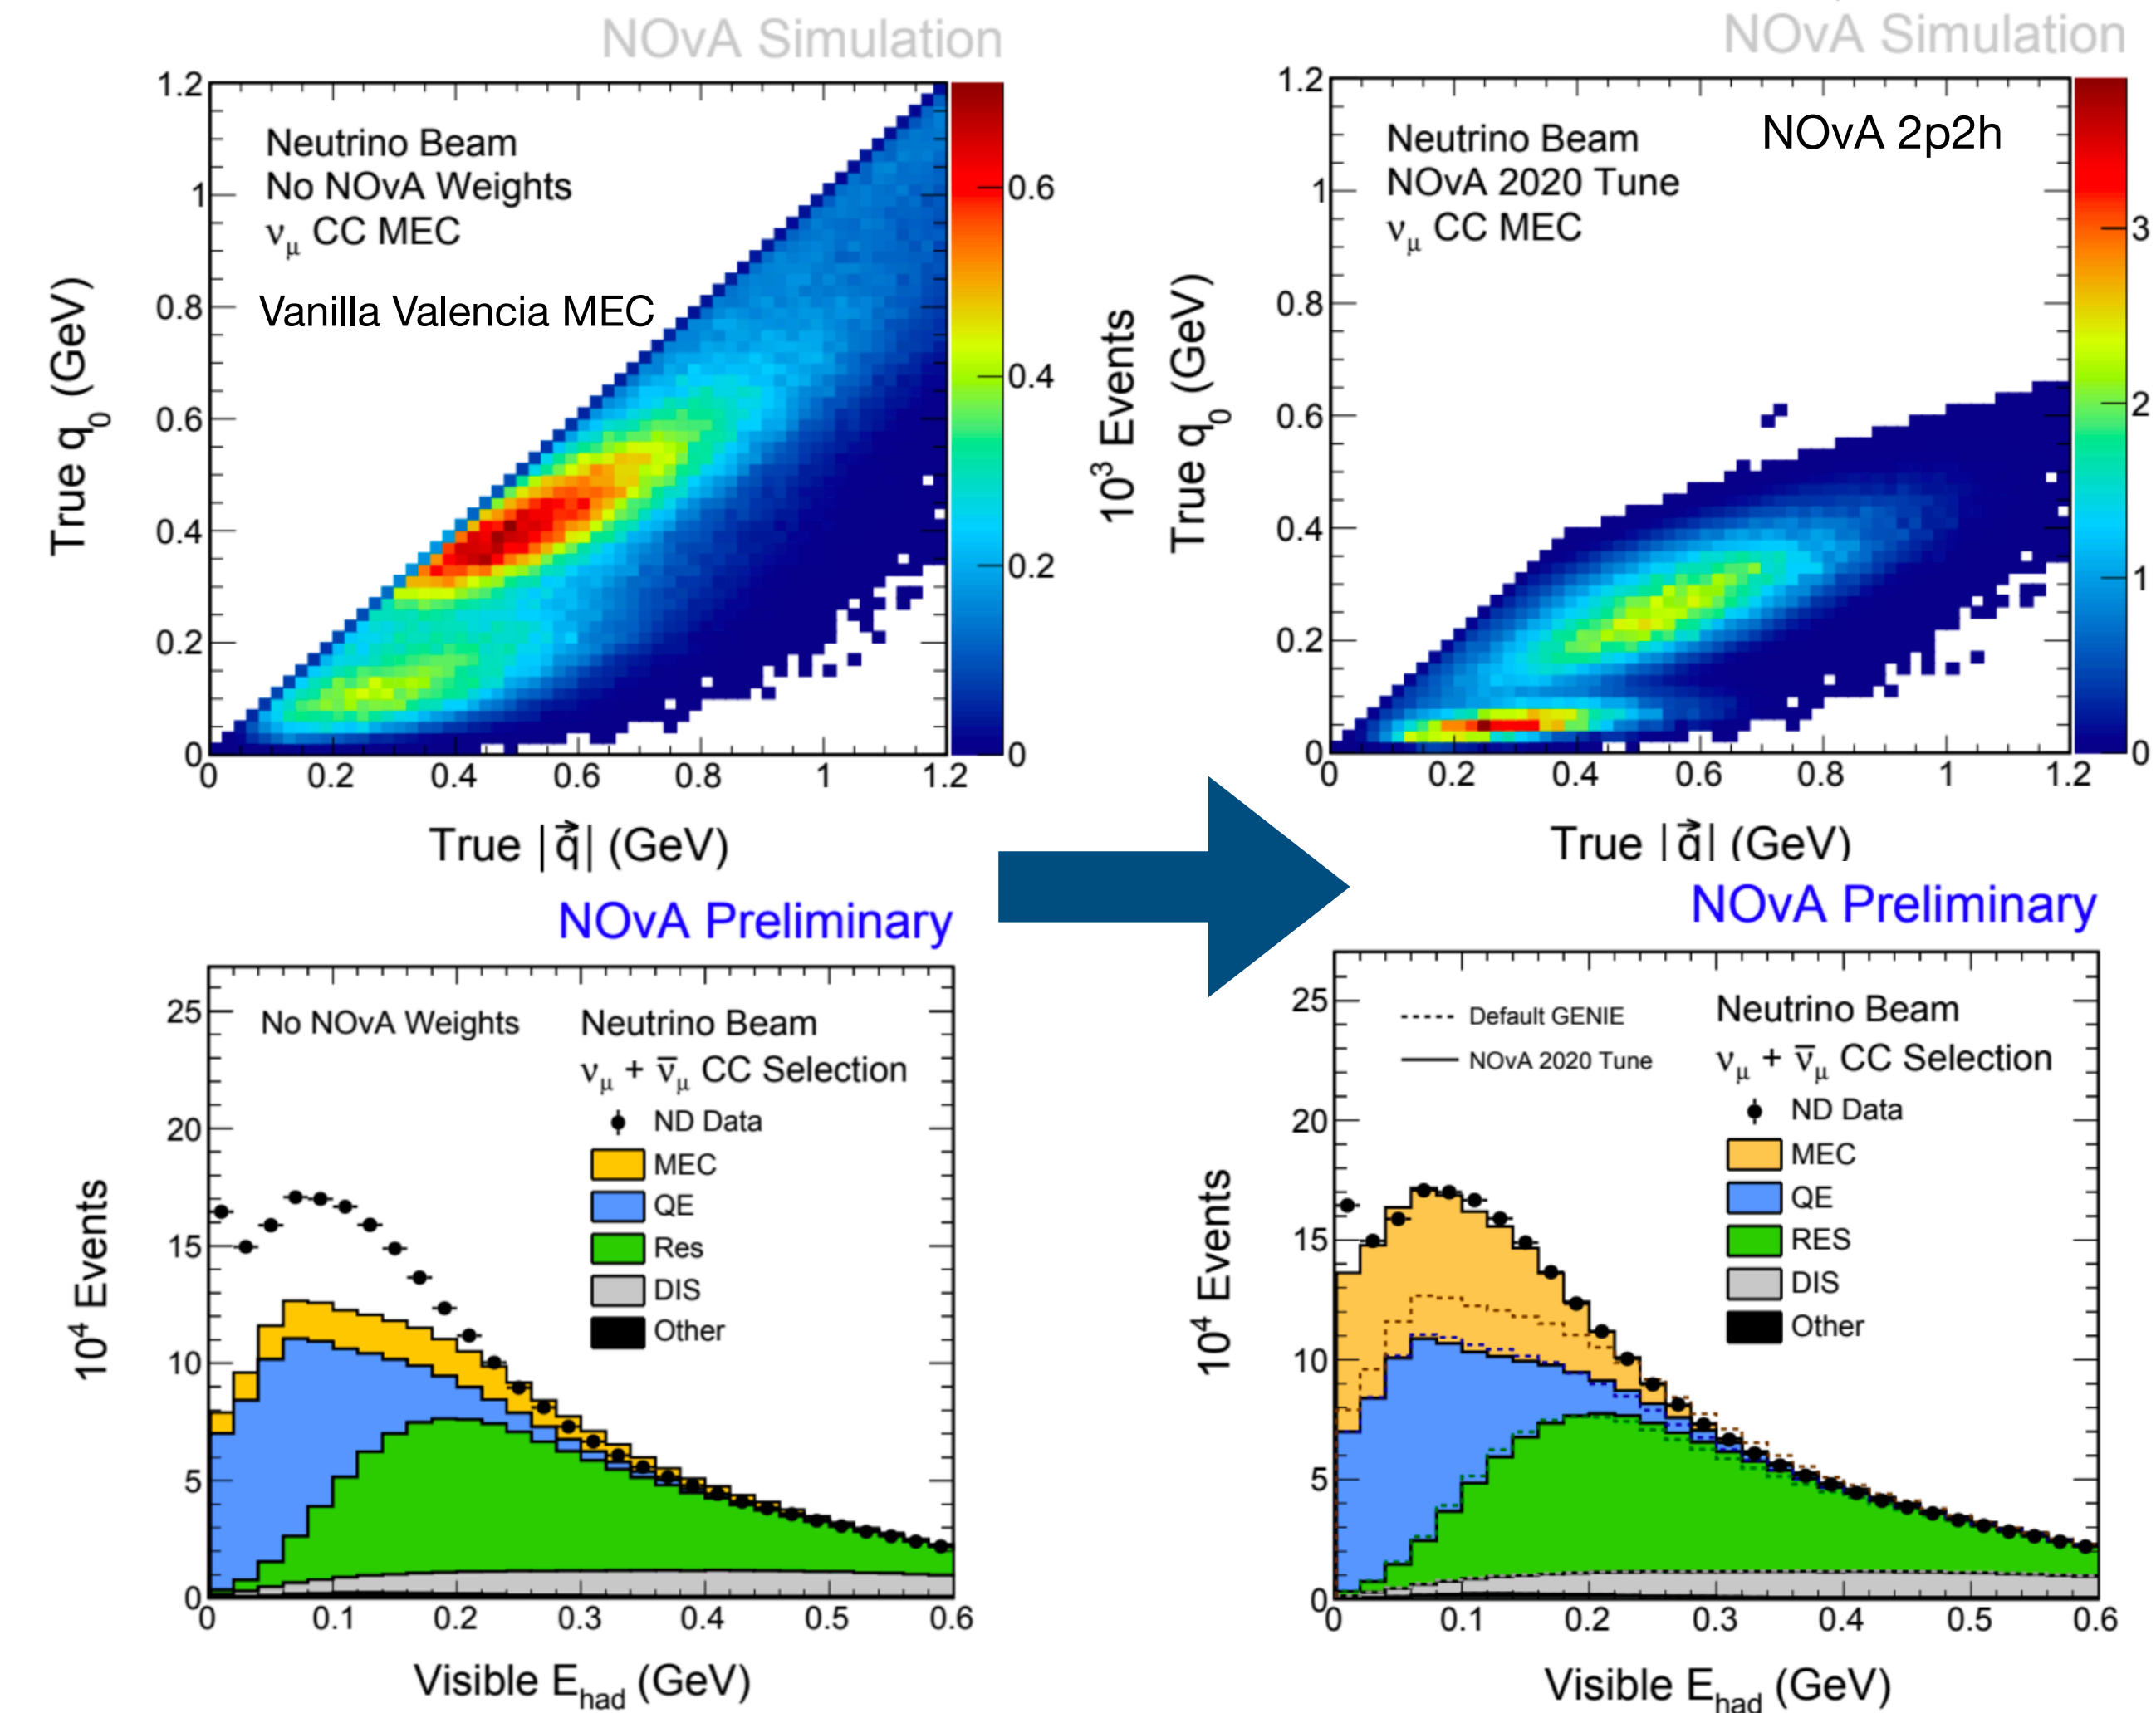 NOvA Simulation
1.2
1
0.8
0.6
0.4
0.2
0
Neutrino Beam
No NOvA Weights
νμ CC MEC
Vanilla Valencia MEC
0.6
0.4
0.2
0
0 0.2 0.4 0.6 0.8 1 1.2
True q0 (GeV)
True |q⃗| (GeV)
10³ Events
NOvA Simulation
1.2
1
0.8
0.6
0.4
0.2
0
Neutrino Beam
NOvA 2020 Tune
νμ CC MEC
NOvA 2p2h
3
2
1
0
0 0.2 0.4 0.6 0.8 1 1.2
True q0 (GeV)
True |q⃗| (GeV)
NOvA Preliminary
25
20
15
10
5
0
No NOvA Weights
Neutrino Beam
νμ + ν̄μ CC Selection
ND Data
MEC
QE
Res
DIS
Other
0 0.1 0.2 0.3 0.4 0.5 0.6
10⁴ Events
Visible Ehad (GeV)
NOvA Preliminary
25
20
15
10
5
0
Default GENIE
NOvA 2020 Tune
Neutrino Beam
νμ + ν̄μ CC Selection
ND Data
MEC
QE
RES
DIS
Other
0 0.1 0.2 0.3 0.4 0.5 0.6
10⁴ Events
Visible Ehad (GeV)